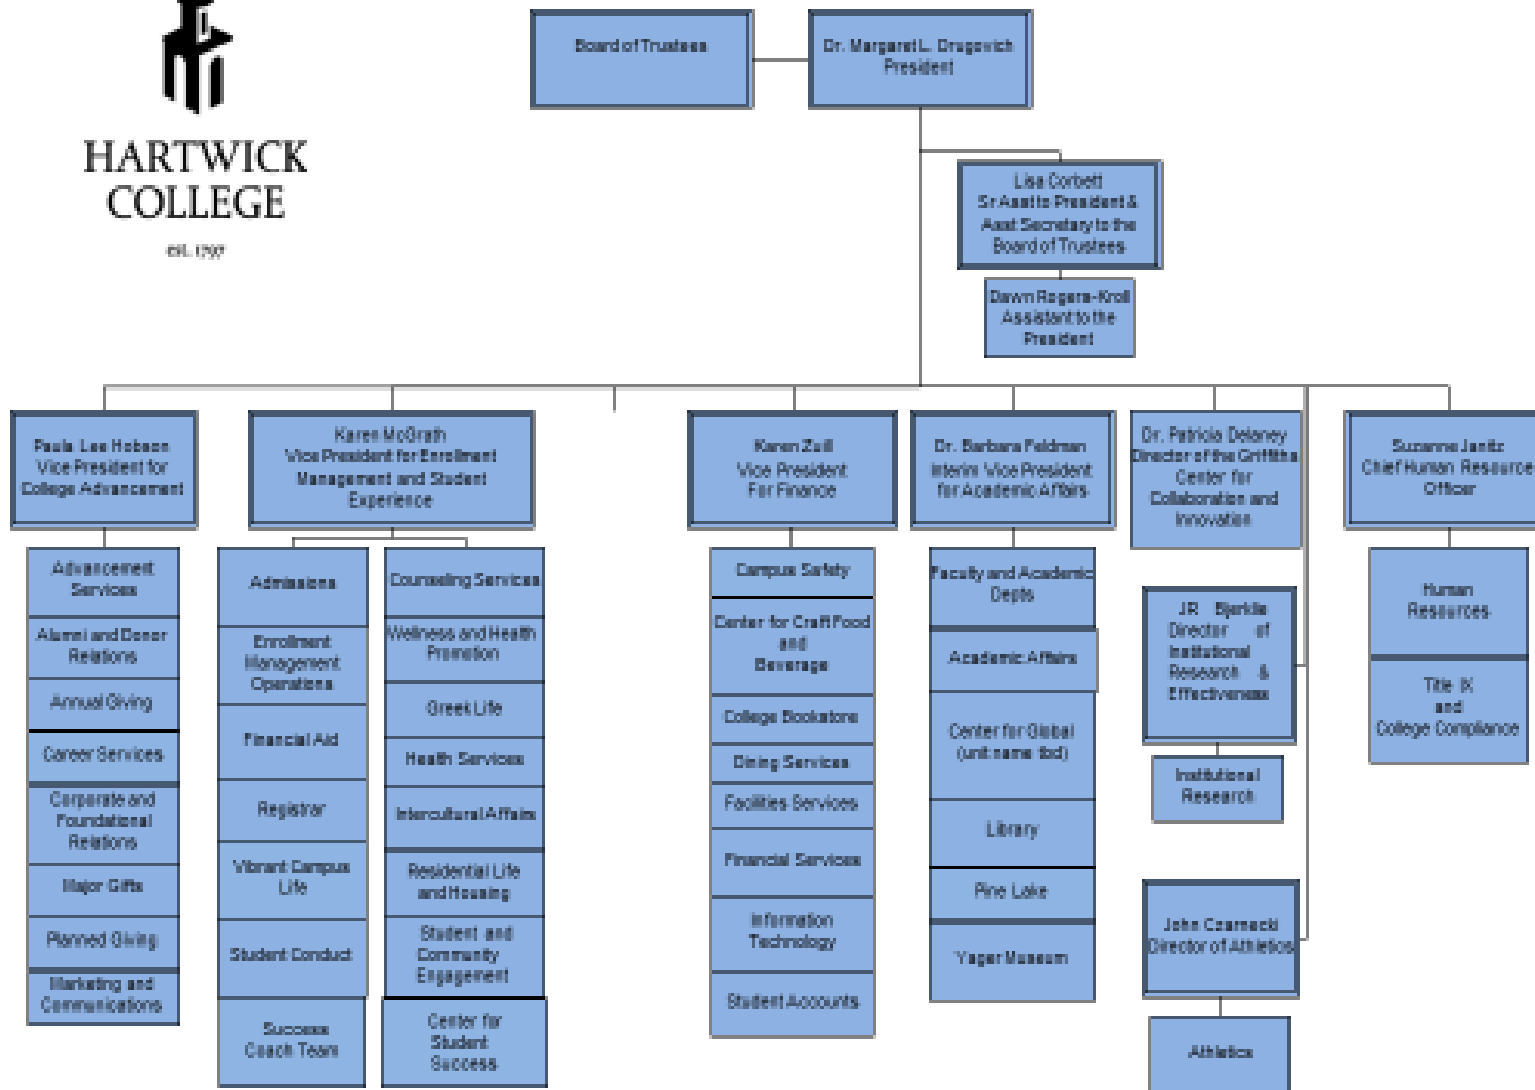 HARTWICK
COLLEGE
est. 1797
Board of Trustees
Dr. Margaret L. Drugovich
President
Lisa Corbett
Sr Asst to President &
Asst Secretary to the
Board of Trustees
Dawn Rogers-Kroll
Assistant to the
President
Paula Lee Hobson
Vice President for
College Advancement
Karen McGrath
Vice President for Enrollment
Management and Student
Experience
Karen Zuill
Vice President
For Finance
Dr. Barbara Feldman
Interim Vice President
for Academic Affairs
Dr. Patricia Delaney
Director of the Griffiths
Center for
Collaboration and
Innovation
Suzanne Janitz
Chief Human Resource
Officer
Advancement
Services
Alumni and Donor
Relations
Annual Giving
Career Services
Corporate and
Foundational
Relations
Major Gifts
Planned Giving
Marketing and
Communications
Admissions
Enrollment
Management
Operations
Financial Aid
Registrar
Vibrant Campus
Life
Student Conduct
Success
Coach Team
Counseling Services
Wellness and Health
Promotion
Greek Life
Health Services
Intercultural Affairs
Residential Life
and Housing
Student and
Community
Engagement
Center for
Student
Success
Campus Safety
Center for Craft Food
and
Beverage
College Bookstore
Dining Services
Facilities Services
Financial Services
Information
Technology
Student Accounts
Faculty and Academic
Depts
Academic Affairs
Center for Global
(unit name tbd)
Library
Pine Lake
Yager Museum
JR Bjerklie
Director of
Institutional
Research &
Effectiveness
Institutional
Research
John Czarnecki
Director of Athletics
Athletics
Human
Resources
Title IX
and
College Compliance